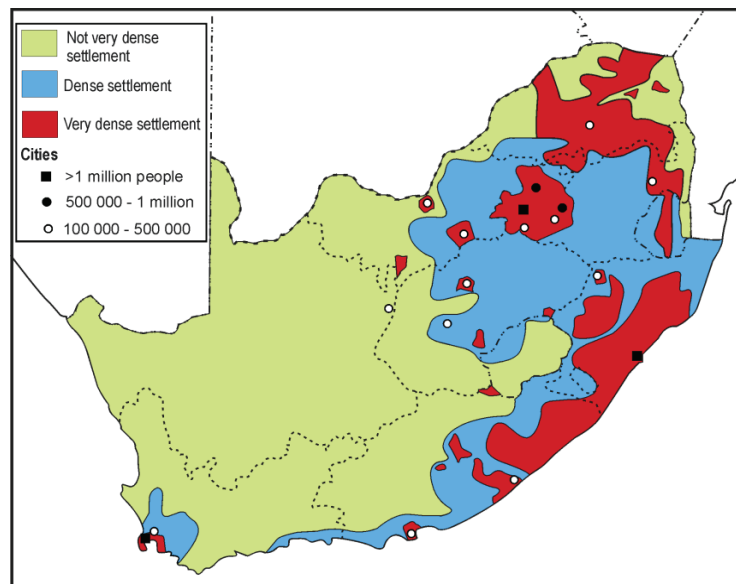 Not very dense
settlement
Dense settlement
Very dense settlement
Cities
>1 million people
500 000 - 1 million
100 000 - 500 000